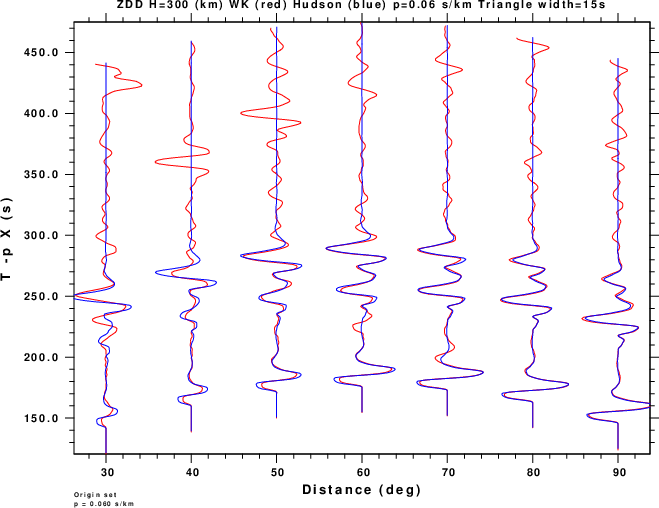 ZDD H=300 (km) WK (red) Hudson (blue) p=0.06 s/km Triangle width=15s
450.0
400.0
350.0
300.0
250.0
200.0
150.0
T -p X (s)
30 40 50 60 70 80 90
Distance (deg)
Origin set
p = 0.060 s/km